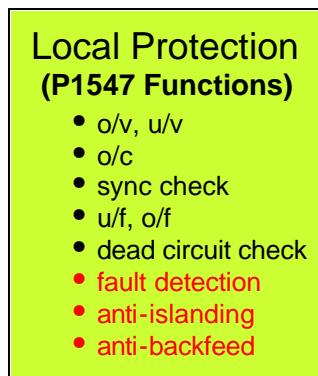 Local Protection
(P1547 Functions)
• o/v, u/v
• o/c
• sync check
• u/f, o/f
• dead circuit check
• fault detection
• anti-islanding
• anti-backfeed